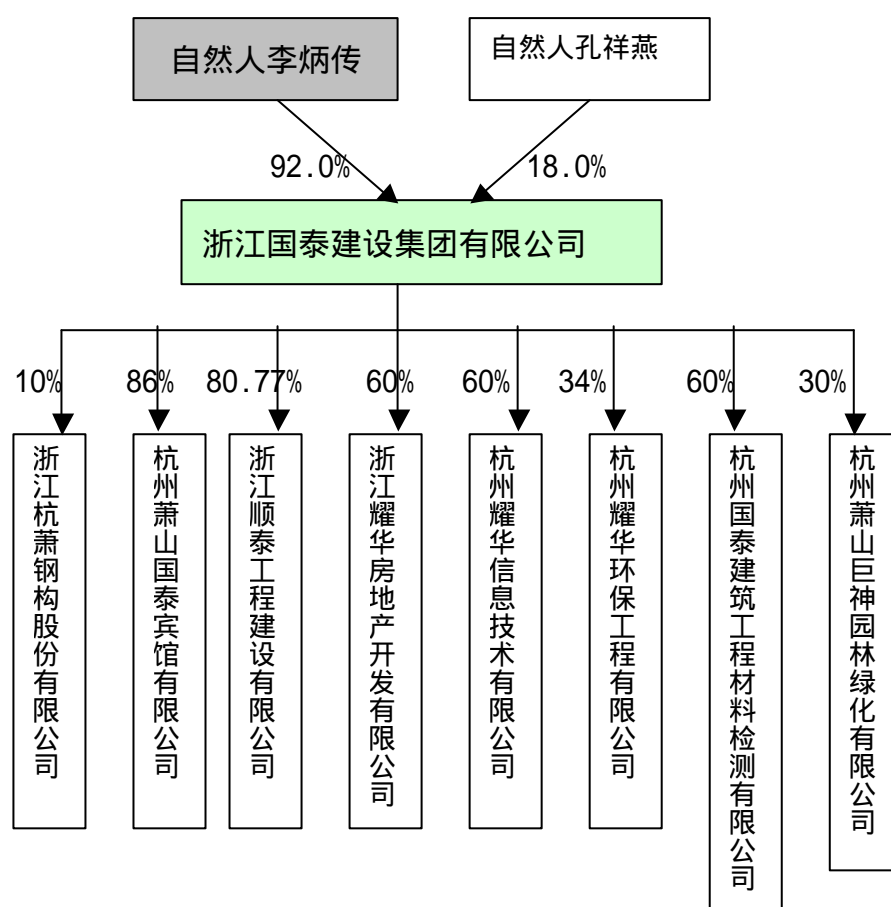 自然人李炳传
自然人孔祥燕
92.0%
18.0%
浙江国泰建设集团有限公司
10%
86%
80.77%
60%
60%
34%
60%
30%
浙江杭萧钢构股份有限公司
杭州萧山国泰宾馆有限公司
浙江顺泰工程建设有限公司
浙江耀华房地产开发有限公司
杭州耀华信息技术有限公司
杭州耀华环保工程有限公司
杭州国泰建筑工程材料检测有限公司
杭州萧山巨神园林绿化有限公司